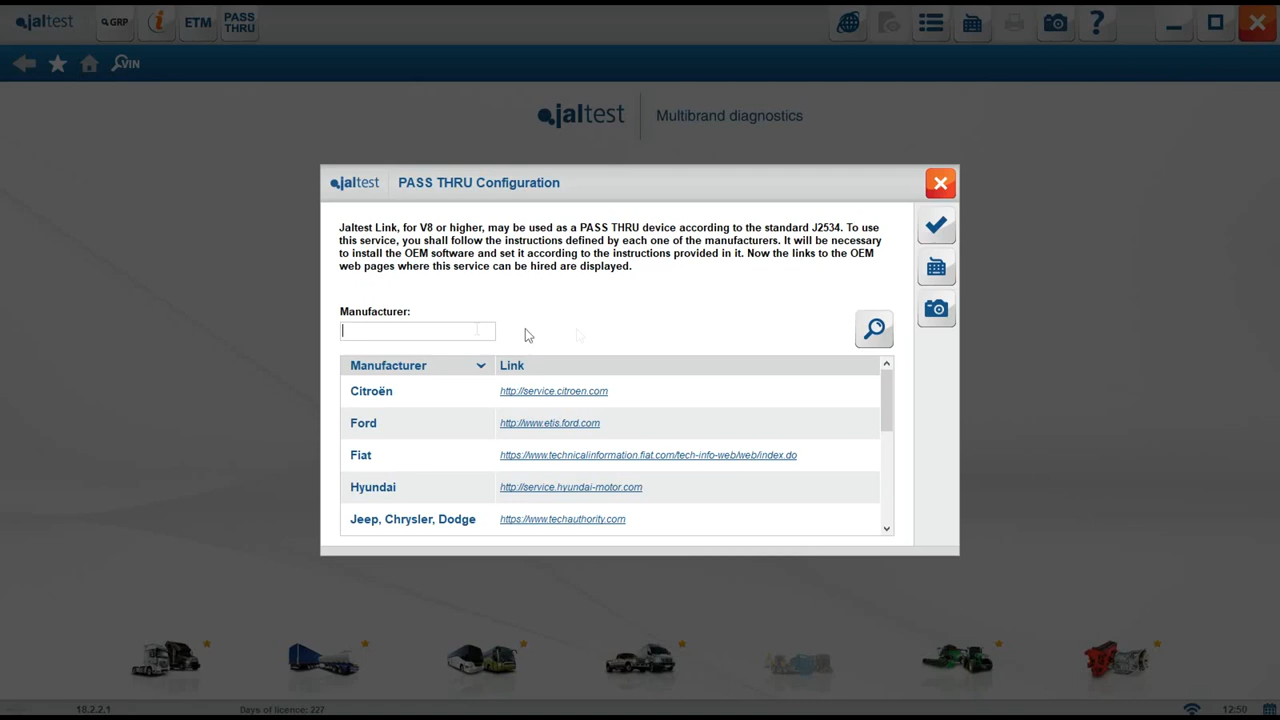 jaltest
GRP
i
ETM
PASS
THRU
?
VIN
jaltest
Multibrand diagnostics
jaltest
PASS THRU Configuration
Jaltest Link, for V8 or higher, may be used as a PASS THRU device according to the standard J2534. To use
this service, you shall follow the instructions defined by each one of the manufacturers. It will be necessary
to install the OEM software and set it according to the instructions provided in it. Now the links to the OEM
web pages where this service can be hired are displayed.
Manufacturer:
Manufacturer Link
Citroën http://service.citroen.com
Ford http://www.etis.ford.com
Fiat https://www.technicalinformation.fiat.com/tech-info-web/web/index.do
Hyundai http://service.hyundai-motor.com
Jeep, Chrysler, Dodge https://www.techauthority.com
18.2.2.1
Days of licence: 227
12:50